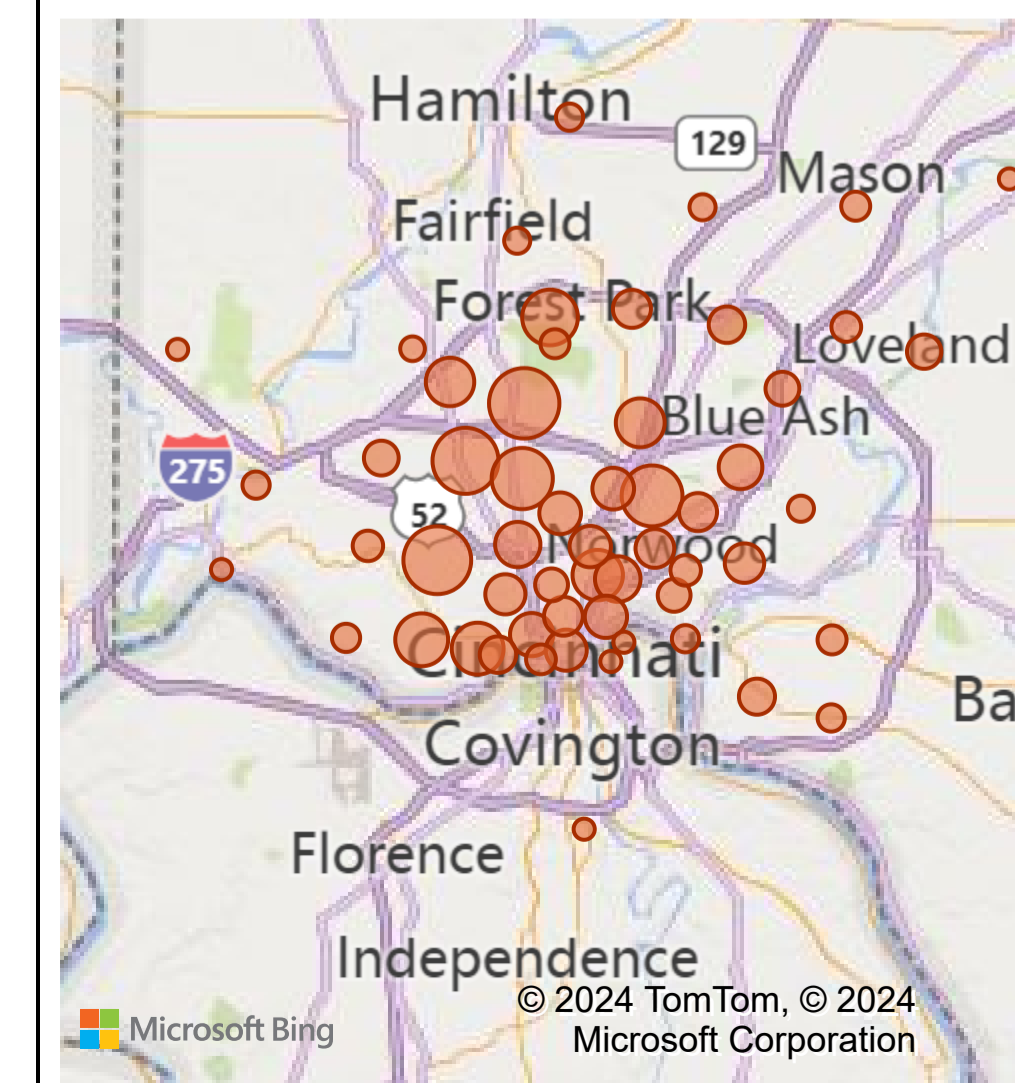 Hamilton
129
Mason
Fairfield
Forest Park
Loveland
Blue Ash
275
52
Norwood
Cincinnati
Ba
Covington
Florence
Independence
© 2024 TomTom, © 2024
Microsoft Bing
Microsoft Corporation